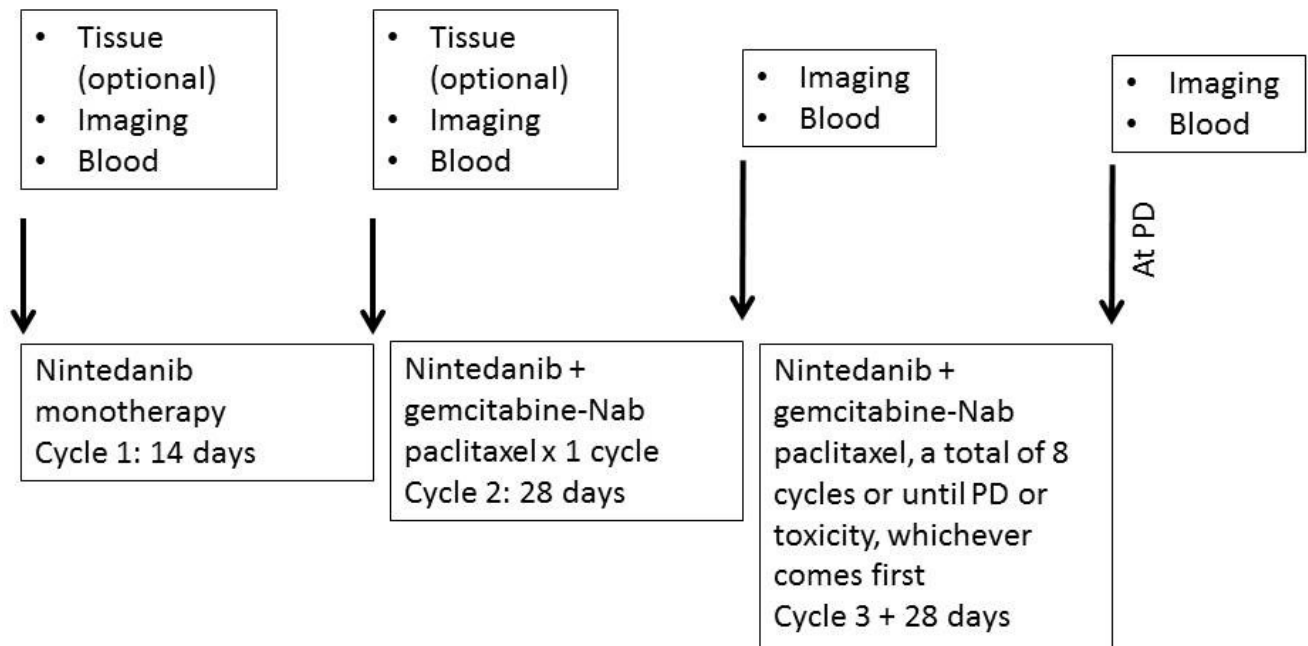 • Tissue
(optional)
• Imaging
• Blood
• Tissue
(optional)
• Imaging
• Blood
• Imaging
• Blood
• Imaging
• Blood
At PD
Nintedanib
monotherapy
Cycle 1: 14 days
Nintedanib +
gemcitabine-Nab
paclitaxel x 1 cycle
Cycle 2: 28 days
Nintedanib +
gemcitabine-Nab
paclitaxel, a total of 8
cycles or until PD or
toxicity, whichever
comes first
Cycle 3 + 28 days